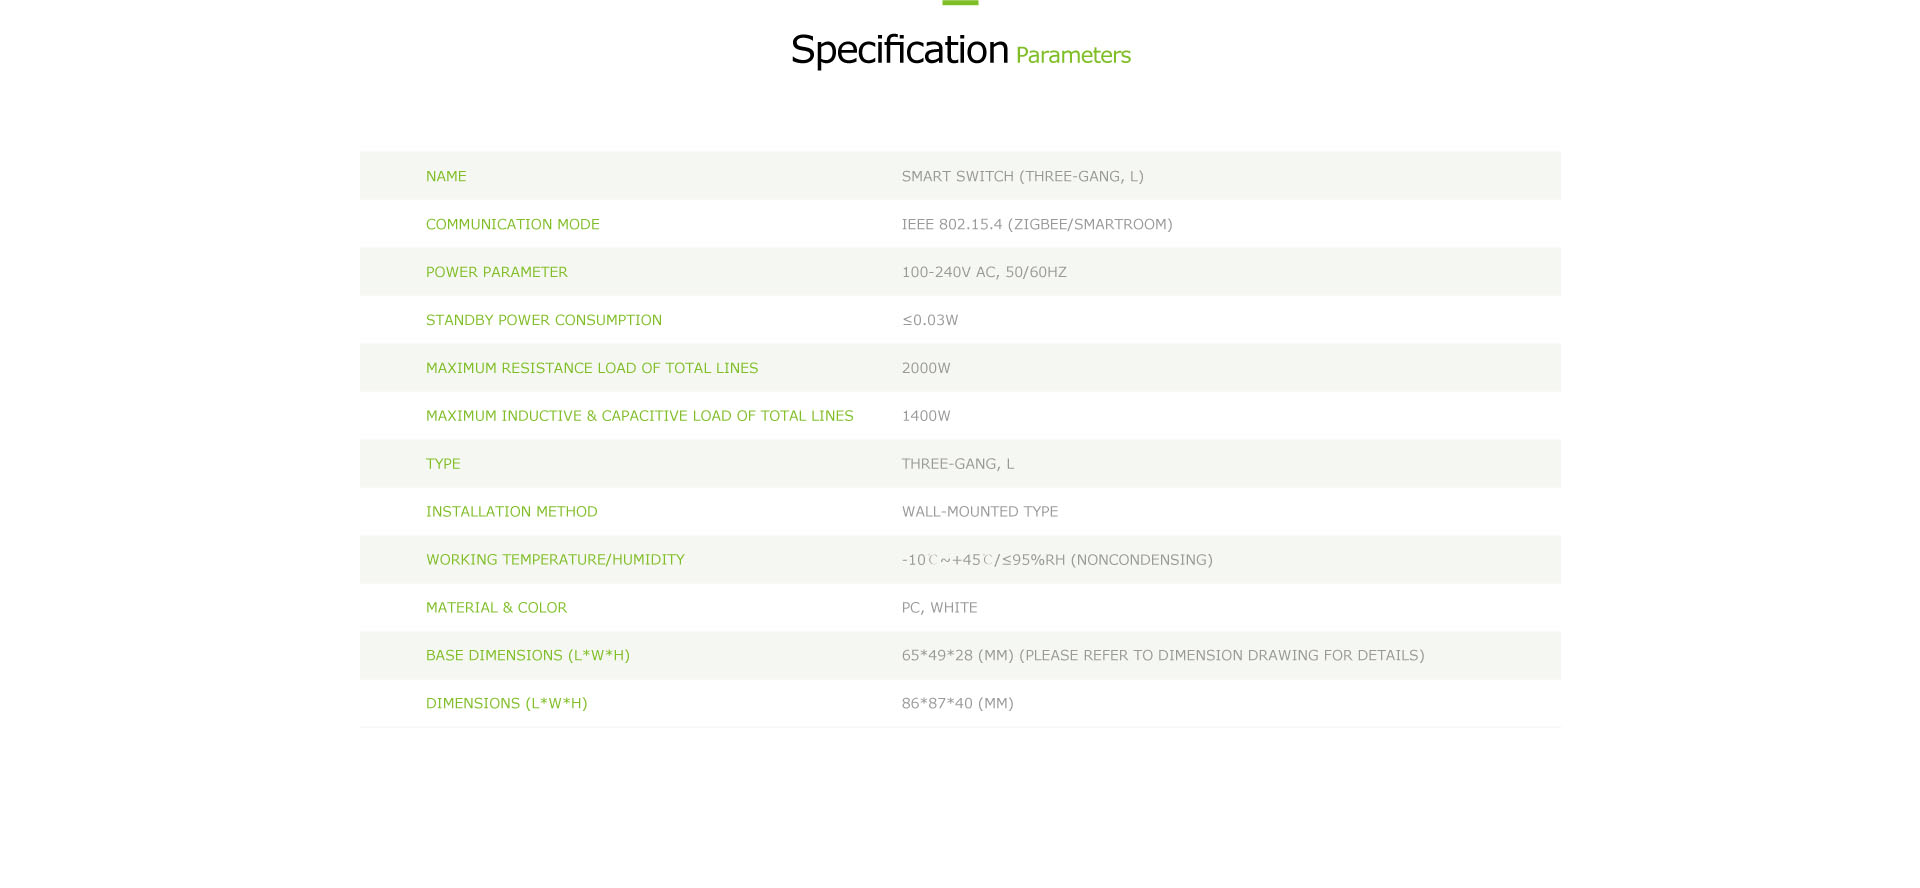 Specification Parameters
NAME SMART SWITCH (THREE-GANG, L)
COMMUNICATION MODE IEEE 802.15.4 (ZIGBEE/SMARTROOM)
POWER PARAMETER 100-240V AC, 50/60HZ
STANDBY POWER CONSUMPTION ≤0.03W
MAXIMUM RESISTANCE LOAD OF TOTAL LINES 2000W
MAXIMUM INDUCTIVE & CAPACITIVE LOAD OF TOTAL LINES 1400W
TYPE THREE-GANG, L
INSTALLATION METHOD WALL-MOUNTED TYPE
WORKING TEMPERATURE/HUMIDITY -10℃~+45℃/≤95%RH (NONCONDENSING)
MATERIAL & COLOR PC, WHITE
BASE DIMENSIONS (L*W*H) 65*49*28 (MM) (PLEASE REFER TO DIMENSION DRAWING FOR DETAILS)
DIMENSIONS (L*W*H) 86*87*40 (MM)